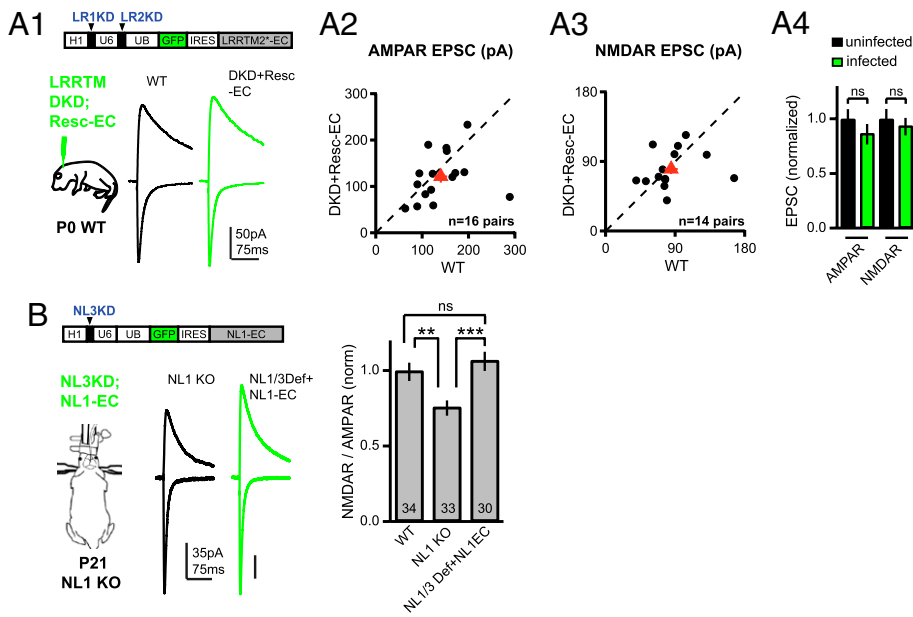 A1
LR1KD LR2KD
H1 U6 UB GFP IRES LRRTM2*-EC
LRRTM
DKD;
Resc-EC
P0 WT
WT
DKD+Resc
-EC
50pA
75ms
A2
AMPAR EPSC (pA)
DKD+Resc-EC
300
200
100
0
0 100 200 300
WT
n=16 pairs
A3
NMDAR EPSC (pA)
DKD+Resc-EC
180
90
0
0 90 180
WT
n=14 pairs
A4
uninfected
infected
EPSC (normalized)
ns ns
1.0
0.5
0.0
AMPAR
NMDAR
B
NL3KD
H1 U6 UB GFP IRES NL1-EC
NL3KD;
NL1-EC
P21
NL1 KO
NL1 KO
NL1/3Def+
NL1-EC
35pA
75ms
NMDAR / AMPAR (norm)
ns
** ***
1.0
0.5
0.0
34 33 30
WT
NL1 KO
NL1/3 Def+NL1EC